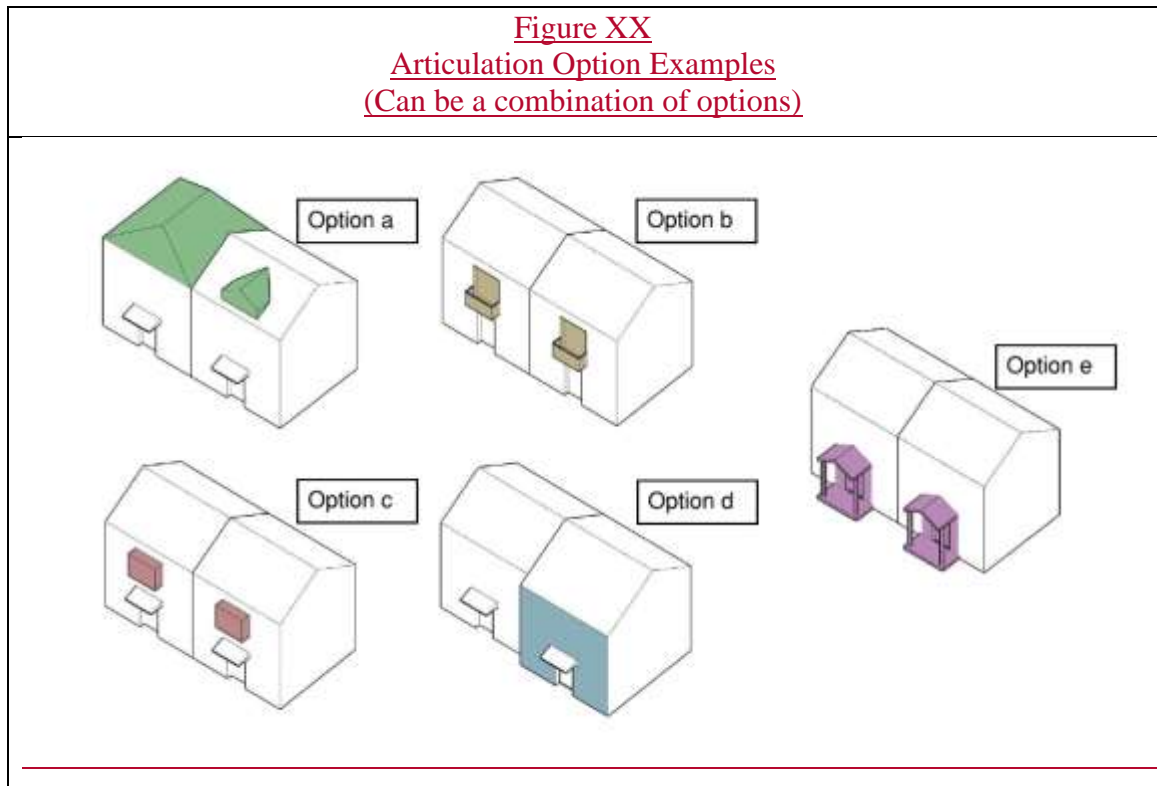 Figure XX
Articulation Option Examples
(Can be a combination of options)
Option a
Option b
Option e
Option c
Option d